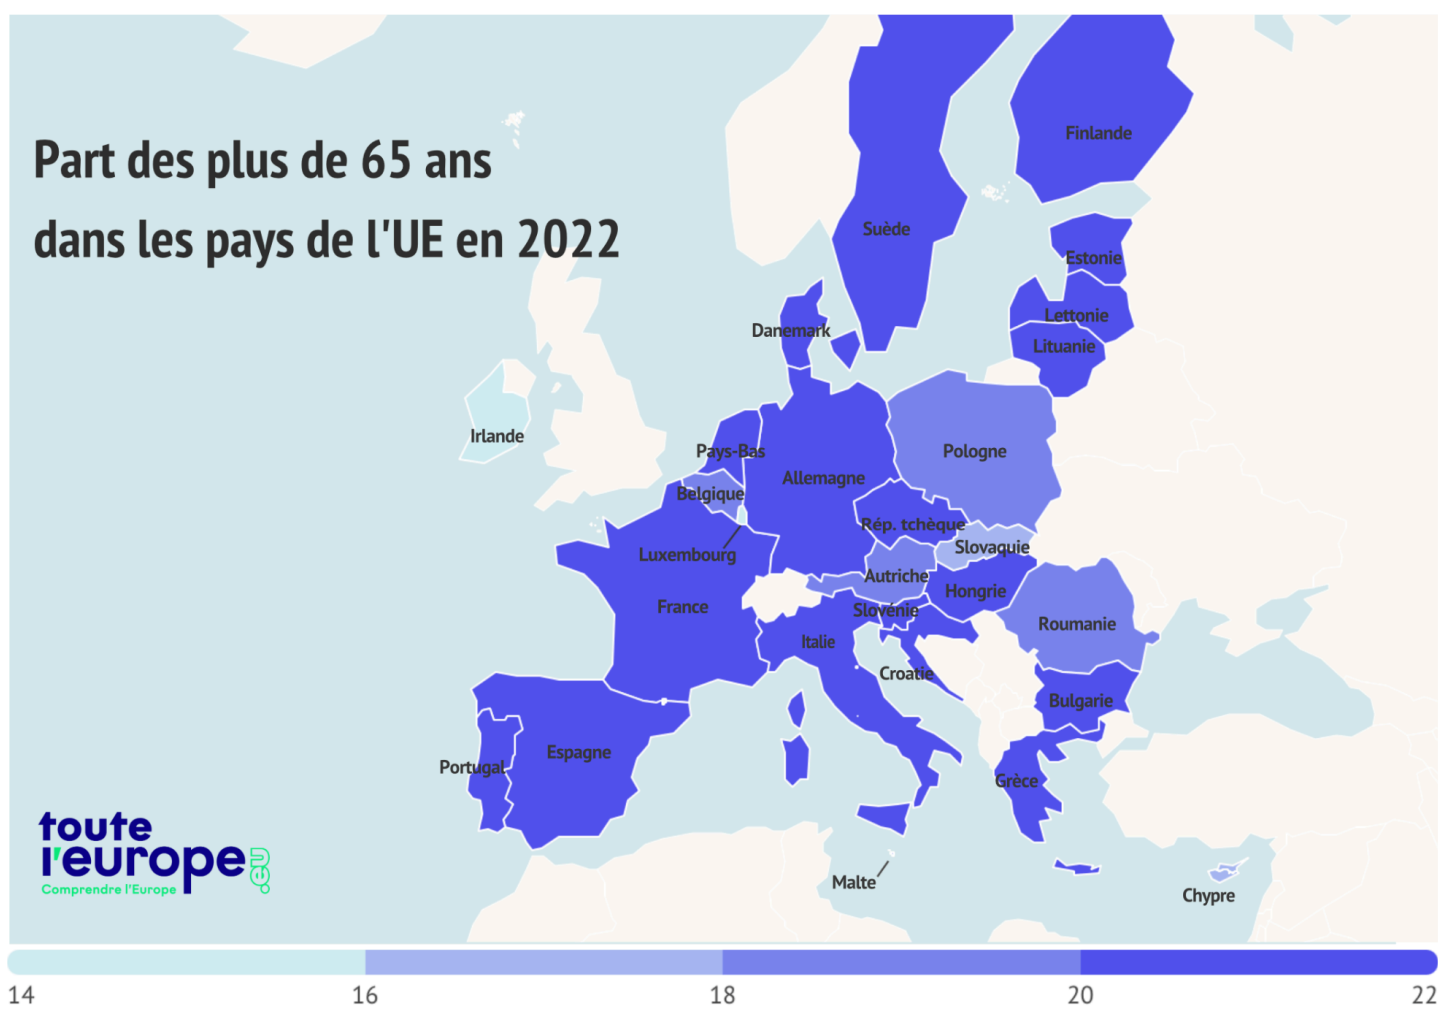 Part des plus de 65 ans
dans les pays de l'UE en 2022
Finlande
Suède
Estonie
Lettonie
Danemark
Lituanie
Irlande
Pays-Bas
Pologne
Allemagne
Belgique
Rép. tchèque
Luxembourg
Slovaquie
Autriche
Hongrie
France
Slovénie
Roumanie
Italie
Croatie
Bulgarie
Espagne
Portugal
Grèce
toute
l'europe.eu
Comprendre l'Europe
Malte
Chypre
14 16 18 20 22